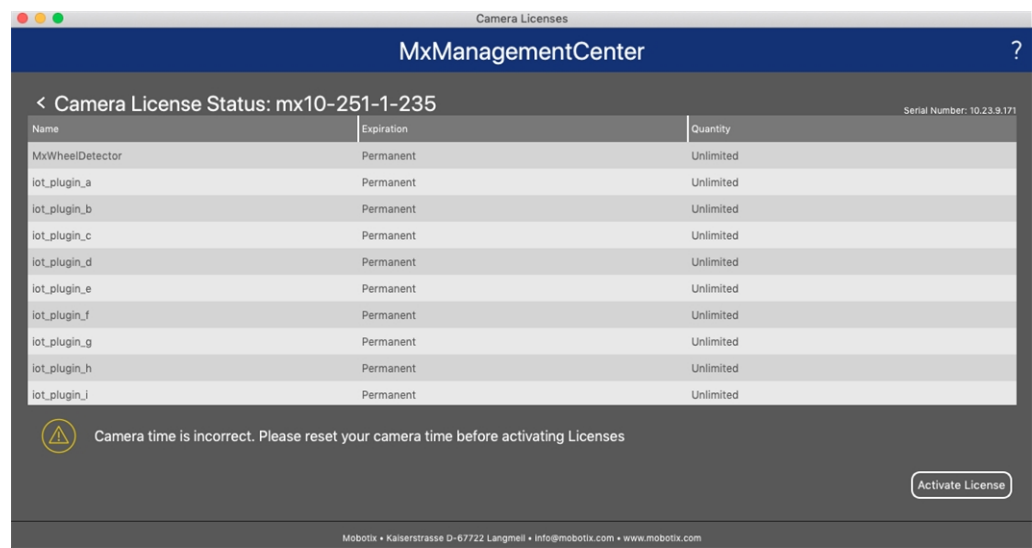 Camera Licenses
MxManagementCenter ?
< Camera License Status: mx10-251-1-235
Serial Number: 10.23.9.171
Name Expiration Quantity
MxWheelDetector Permanent Unlimited
iot_plugin_a Permanent Unlimited
iot_plugin_b Permanent Unlimited
iot_plugin_c Permanent Unlimited
iot_plugin_d Permanent Unlimited
iot_plugin_e Permanent Unlimited
iot_plugin_f Permanent Unlimited
iot_plugin_g Permanent Unlimited
iot_plugin_h Permanent Unlimited
iot_plugin_i Permanent Unlimited
Camera time is incorrect. Please reset your camera time before activating Licenses
Activate License
Mobotix • Kaiserstrasse D-67722 Langmeil • info@mobotix.com • www.mobotix.com